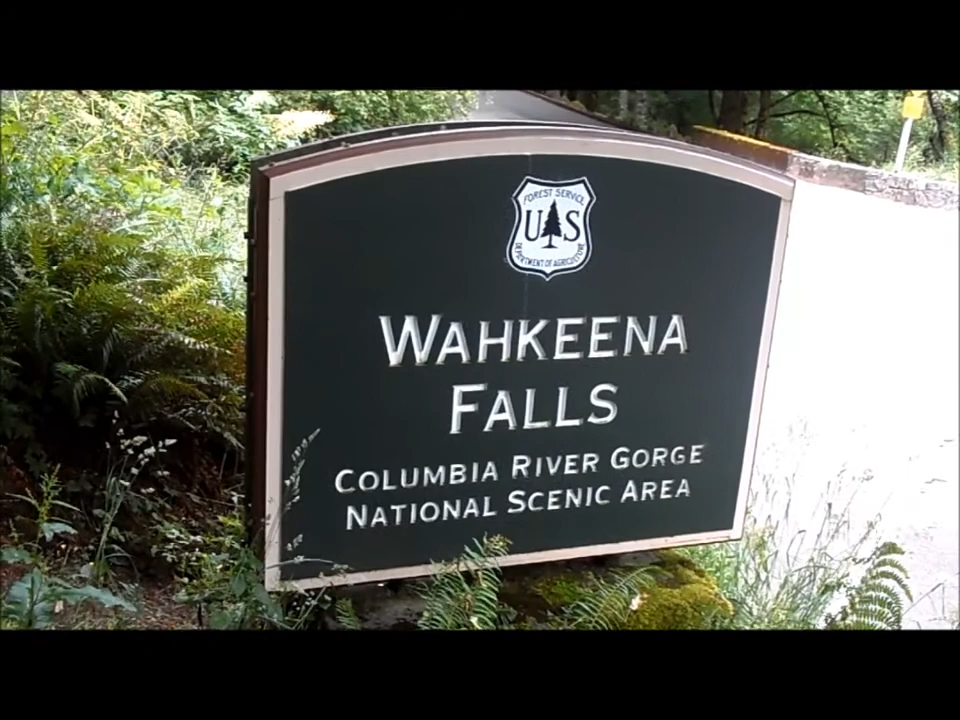 FOREST SERVICE
U S
DEPARTMENT OF AGRICULTURE
WAHKEENA
FALLS
COLUMBIA RIVER GORGE
NATIONAL SCENIC AREA